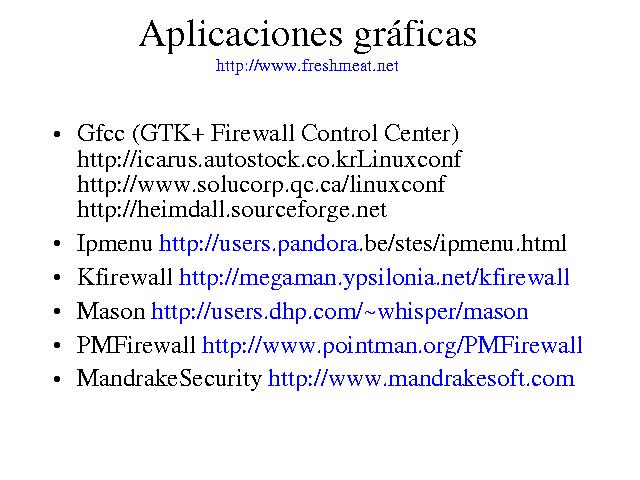 Aplicaciones gráficas
http://www.freshmeat.net
• Gfcc (GTK+ Firewall Control Center)
http://icarus.autostock.co.krLinuxconf
http://www.solucorp.qc.ca/linuxconf
http://heimdall.sourceforge.net
• Ipmenu http://users.pandora.be/stes/ipmenu.html
• Kfirewall http://megaman.ypsilonia.net/kfirewall
• Mason http://users.dhp.com/~whisper/mason
• PMFirewall http://www.pointman.org/PMFirewall
• MandrakeSecurity http://www.mandrakesoft.com